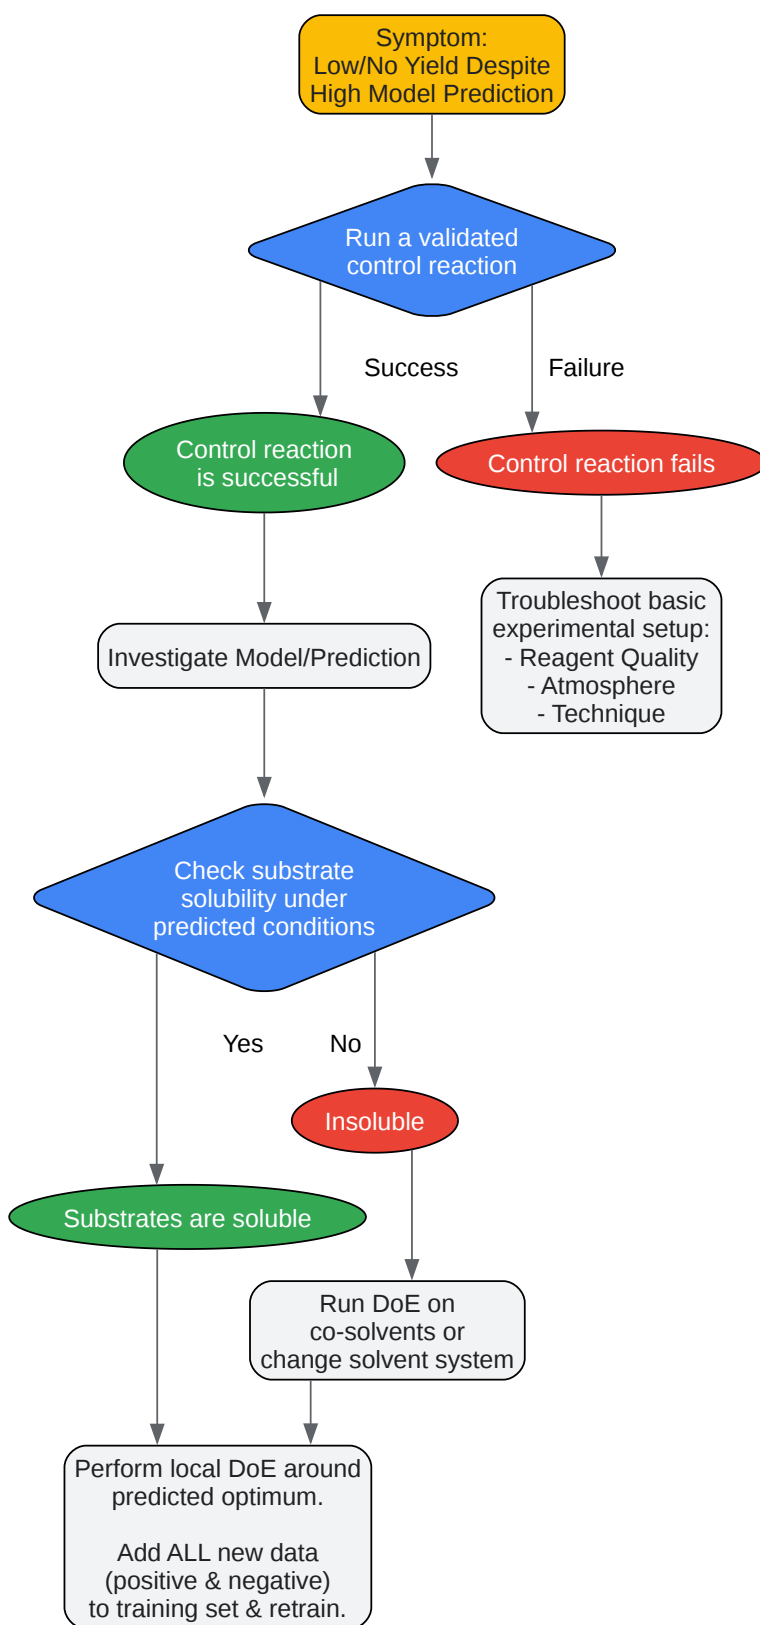 Symptom:
Low/No Yield Despite
High Model Prediction
Run a validated
control reaction
Success
Failure
Control reaction
is successful
Control reaction fails
Investigate Model/Prediction
Troubleshoot basic
experimental setup:
- Reagent Quality
- Atmosphere
- Technique
Check substrate
solubility under
predicted conditions
Yes
No
Insoluble
Substrates are soluble
Run DoE on
co-solvents or
change solvent system
Perform local DoE around
predicted optimum.
Add ALL new data
(positive & negative)
to training set & retrain.